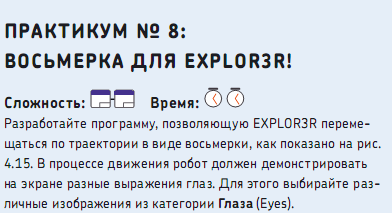 ПРАКТИКУМ № 8:
ВОСЬМЕРКА ДЛЯ EXPLOR3R!
Сложность: Время:
Разработайте программу, позволяющую EXPLOR3R переме-
щаться по траектории в виде восьмерки, как показано на рис.
4.15. В процессе движения робот должен демонстрировать
на экране разные выражения глаз. Для этого выбирайте раз-
личные изображения из категории Глаза (Eyes).